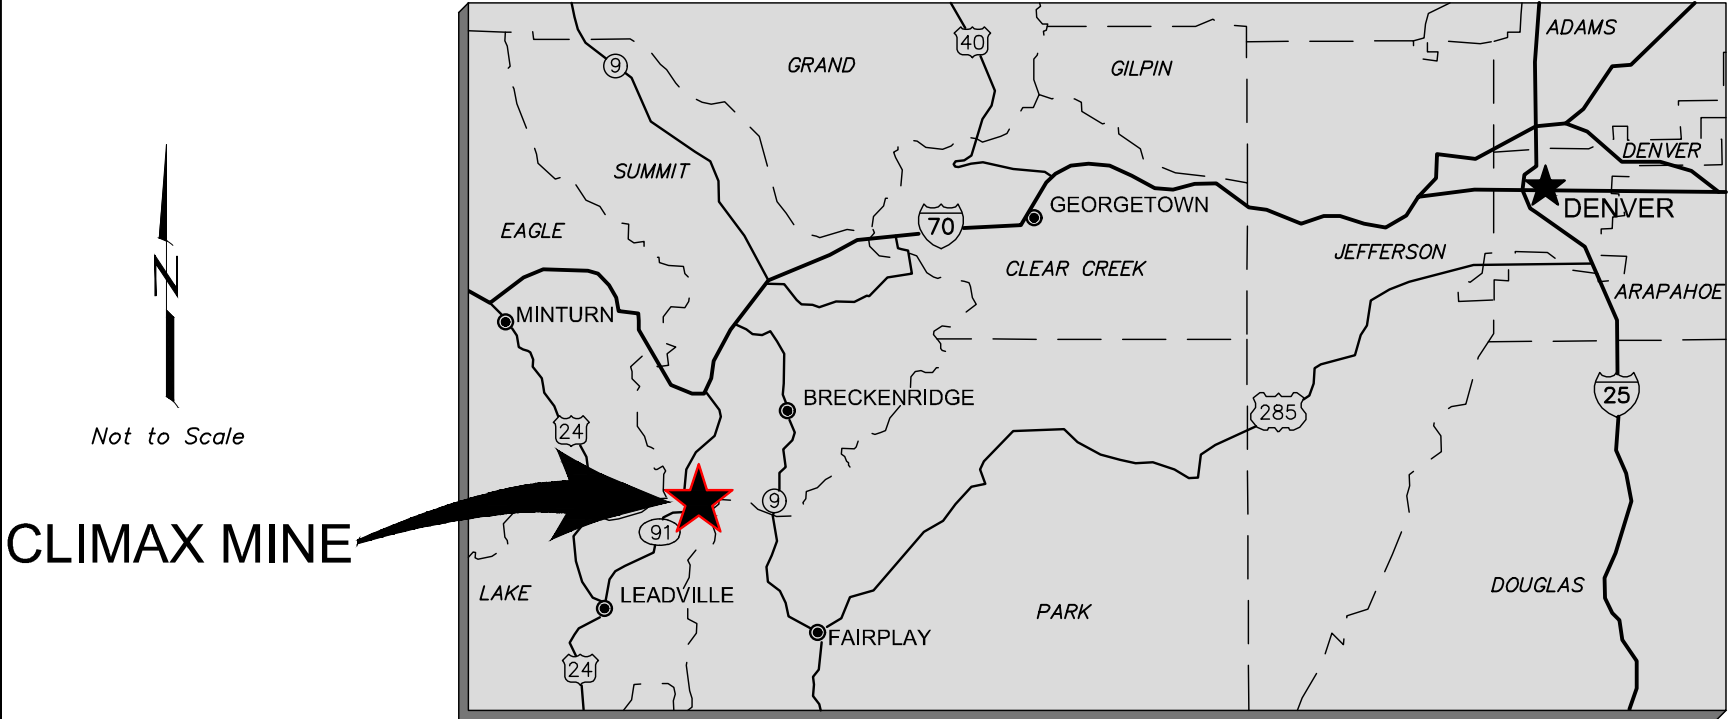 ADAMS
40
9
GRAND
GILPIN
DENVER
SUMMIT
GEORGETOWN
DENVER
70
EAGLE
JEFFERSON
CLEAR CREEK
N
ARAPAHOE
MINTURN
25
BRECKENRIDGE
285
24
Not to Scale
9
91
CLIMAX MINE
DOUGLAS
LAKE
LEADVILLE
PARK
FAIRPLAY
24